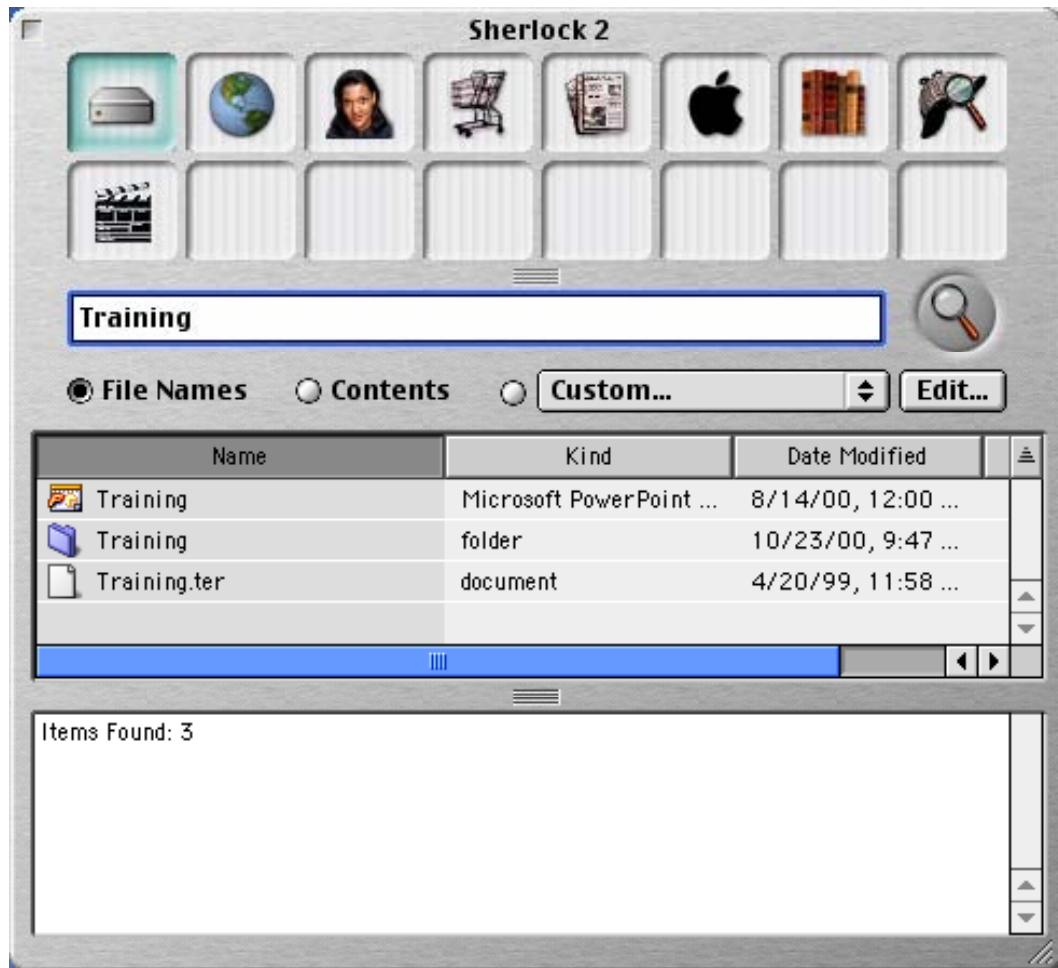 Sherlock 2
Training
File Names Contents Custom... Edit...
Name Kind Date Modified
Training Microsoft PowerPoint ... 8/14/00, 12:00 ...
Training folder 10/23/00, 9:47 ...
Training.ter document 4/20/99, 11:58 ...
Items Found: 3